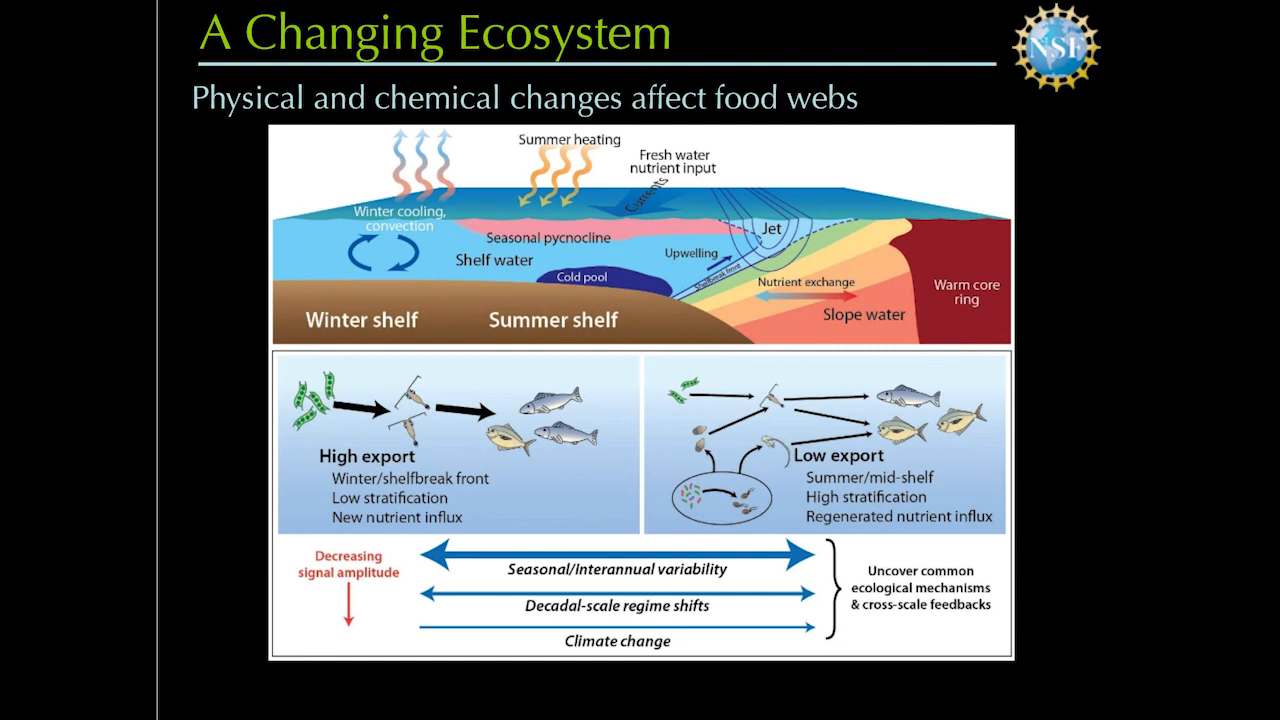 A Changing Ecosystem
NSF
Physical and chemical changes affect food webs
Summer heating
Fresh water
nutrient input
Currents
Winter cooling,
convection
Jet
Seasonal pycnocline
Upwelling
Shelf water
Shelfbreak front
Cold pool
Nutrient exchange
Warm core
ring
Winter shelf
Summer shelf
Slope water
High export
Winter/shelfbreak front
Low stratification
New nutrient influx
Low export
Summer/mid-shelf
High stratification
Regenerated nutrient influx
Decreasing
signal amplitude
Seasonal/Interannual variability
Decadal-scale regime shifts
Climate change
Uncover common
ecological mechanisms
& cross-scale feedbacks